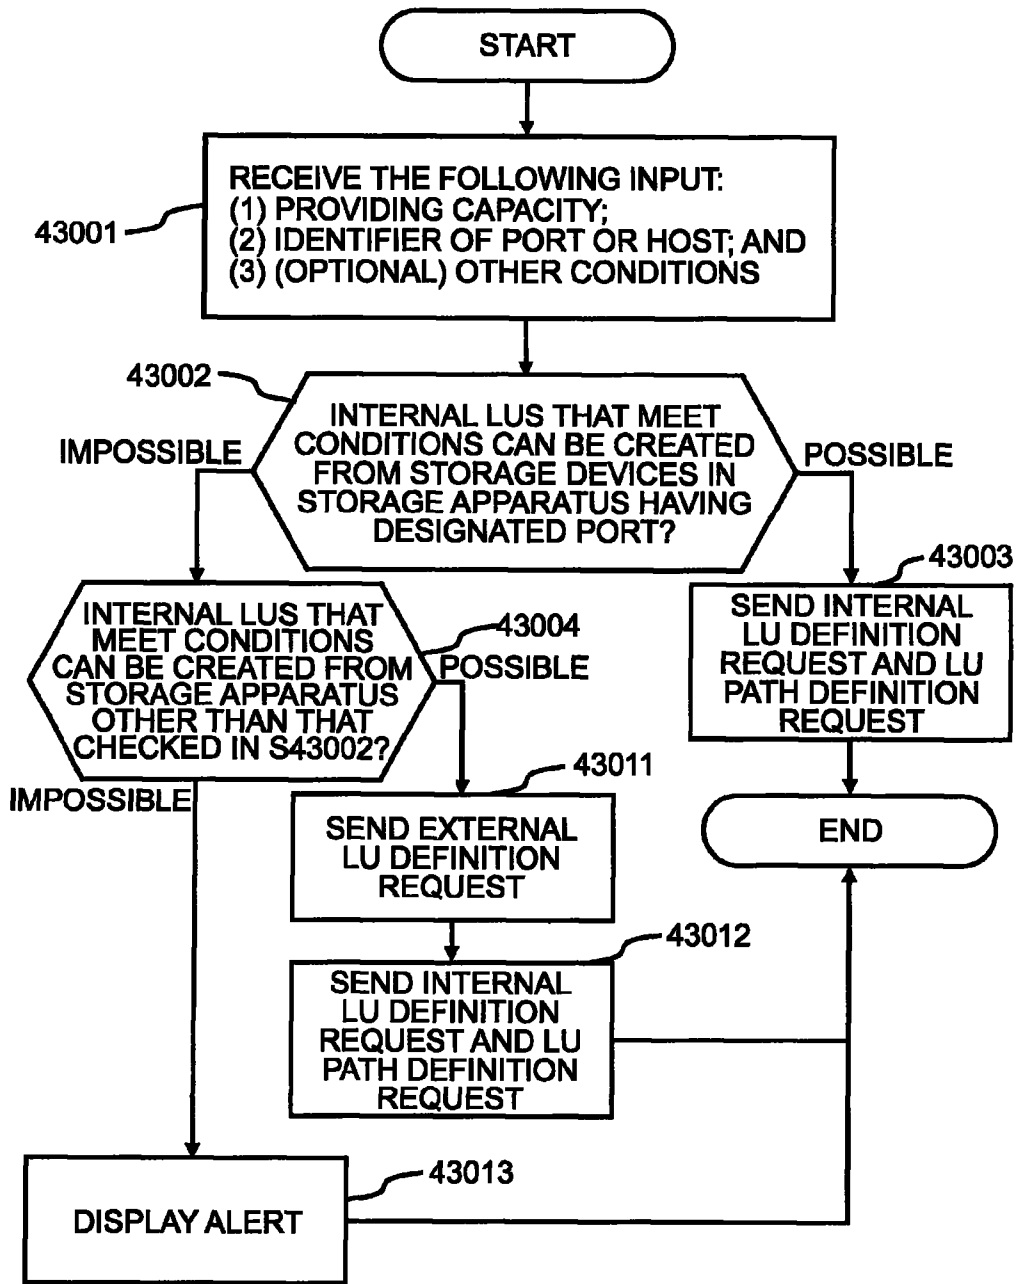 START
RECEIVE THE FOLLOWING INPUT:
(1) PROVIDING CAPACITY;
(2) IDENTIFIER OF PORT OR HOST; AND
(3) (OPTIONAL) OTHER CONDITIONS
43001
43002
INTERNAL LUS THAT MEET
CONDITIONS CAN BE CREATED
FROM STORAGE DEVICES IN
STORAGE APPARATUS HAVING
DESIGNATED PORT?
IMPOSSIBLE
POSSIBLE
43003
SEND INTERNAL
LU DEFINITION
REQUEST AND LU
PATH DEFINITION
REQUEST
INTERNAL LUS THAT
MEET CONDITIONS
CAN BE CREATED FROM
STORAGE APPARATUS
OTHER THAN THAT
CHECKED IN S43002?
43004
POSSIBLE
IMPOSSIBLE
43011
SEND EXTERNAL
LU DEFINITION
REQUEST
END
43012
SEND INTERNAL
LU DEFINITION
REQUEST AND LU
PATH DEFINITION
REQUEST
43013
DISPLAY ALERT